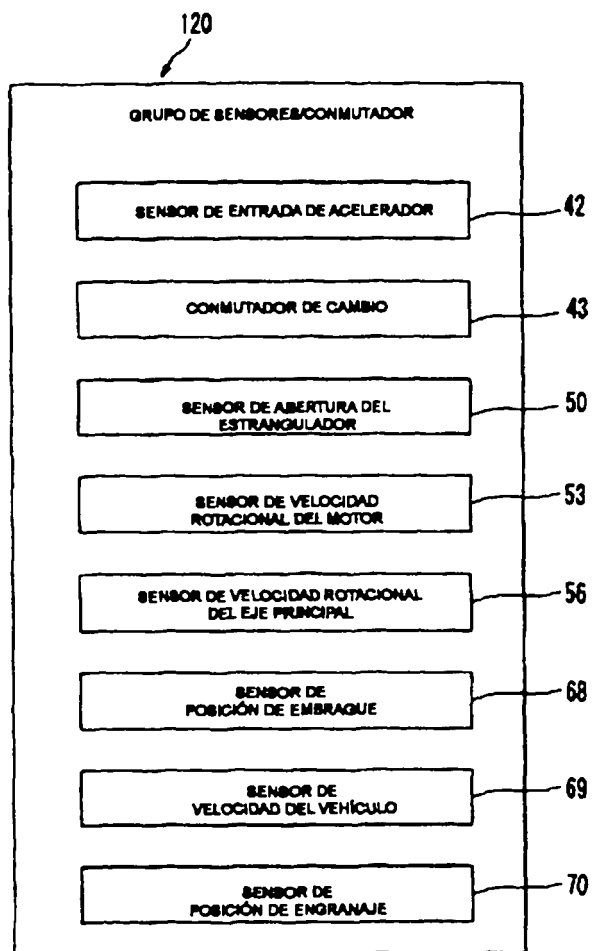 120
GRUPO DE SENSORES/CONMUTADOR
SENSOR DE ENTRADA DE ACELERADOR
42
CONMUTADOR DE CAMBIO
43
SENSOR DE ABERTURA DEL
ESTRANGULADOR
50
SENSOR DE VELOCIDAD
ROTACIONAL DEL MOTOR
53
SENSOR DE VELOCIDAD ROTACIONAL
DEL EJE PRINCIPAL
56
SENSOR DE
POSICIÓN DE EMBRAGUE
68
SENSOR DE
VELOCIDAD DEL VEHÍCULO
69
SENSOR DE
POSICIÓN DE ENGRANAJE
70